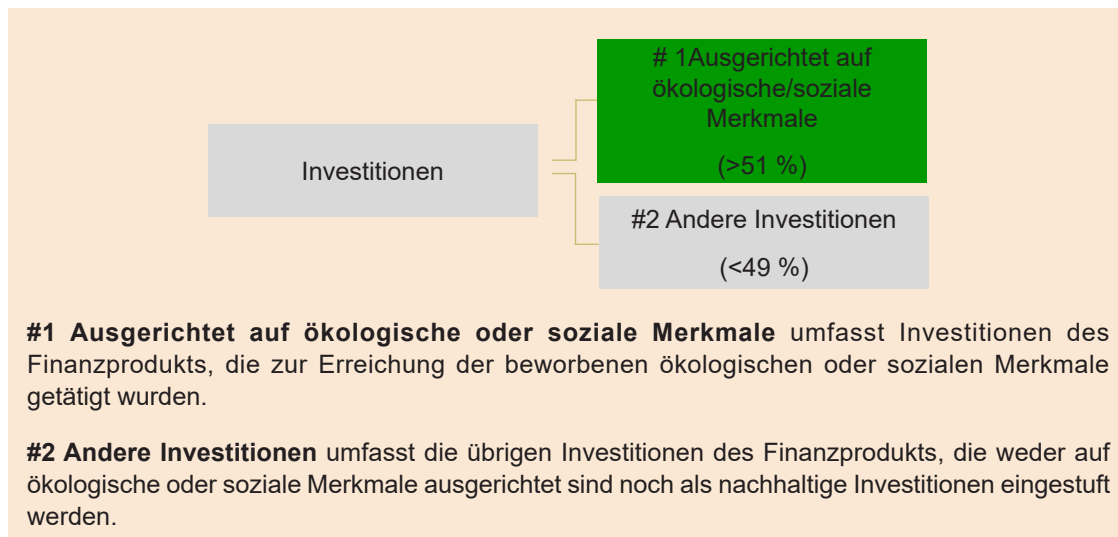 # 1Ausgerichtet auf
ökologische/soziale
Merkmale
(>51 %)
Investitionen
#2 Andere Investitionen
(<49 %)
#1 Ausgerichtet auf ökologische oder soziale Merkmale umfasst Investitionen des
Finanzprodukts, die zur Erreichung der beworbenen ökologischen oder sozialen Merkmale
getätigt wurden.
#2 Andere Investitionen umfasst die übrigen Investitionen des Finanzprodukts, die weder auf
ökologische oder soziale Merkmale ausgerichtet sind noch als nachhaltige Investitionen eingestuft
werden.